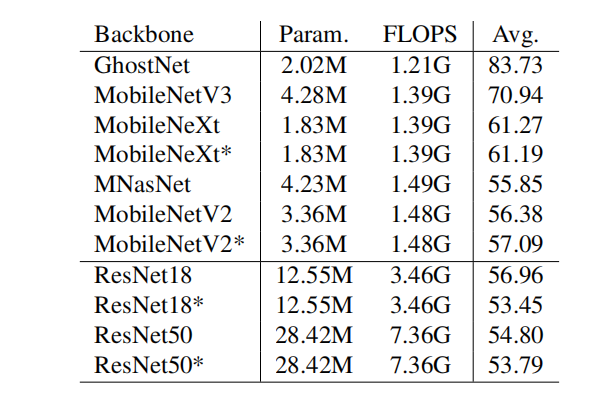 Backbone Param. FLOPS Avg.
GhostNet 2.02M 1.21G 83.73
MobileNetV3 4.28M 1.39G 70.94
MobileNeXt 1.83M 1.39G 61.27
MobileNeXt* 1.83M 1.39G 61.19
MNasNet 4.23M 1.49G 55.85
MobileNetV2 3.36M 1.48G 56.38
MobileNetV2* 3.36M 1.48G 57.09
ResNet18 12.55M 3.46G 56.96
ResNet18* 12.55M 3.46G 53.45
ResNet50 28.42M 7.36G 54.80
ResNet50* 28.42M 7.36G 53.79